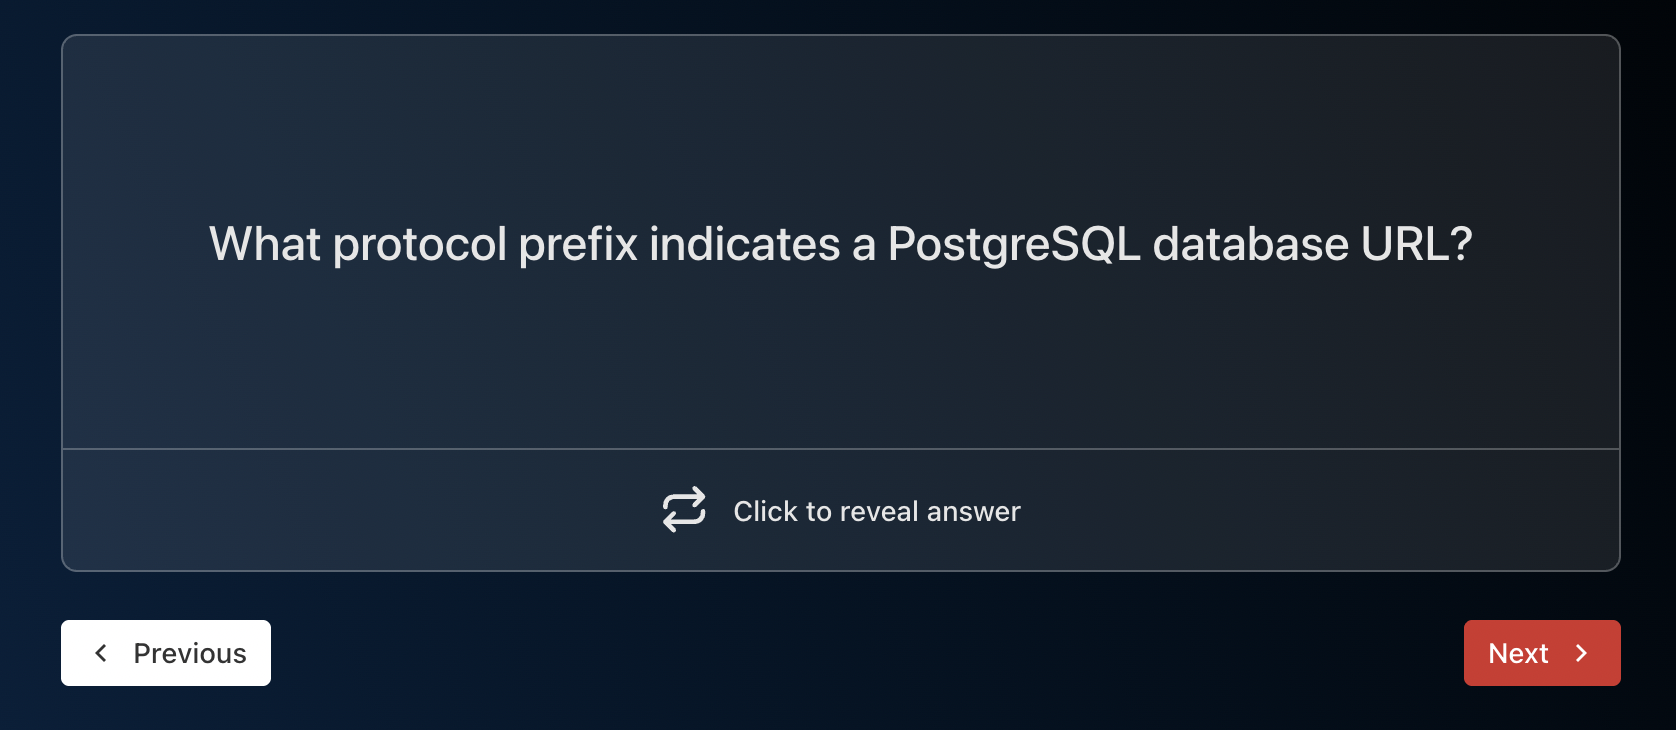 What protocol prefix indicates a PostgreSQL database URL?
Click to reveal answer
Previous
Next